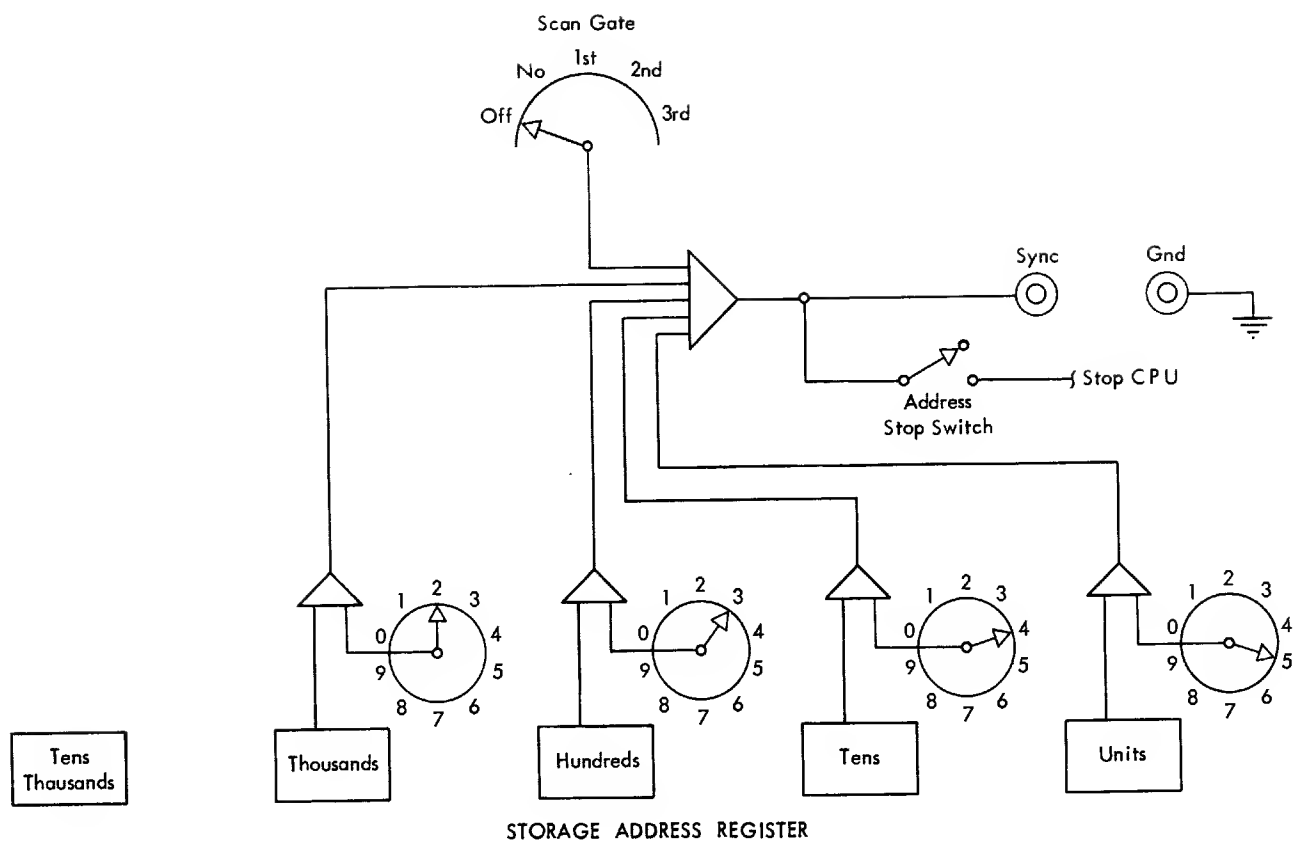 Scan Gate
Off
No
1st
2nd
3rd
Sync
Gnd
Stop CPU
Address
Stop Switch
0 1 2 3 4 5 6 7 8 9
0 1 2 3 4 5 6 7 8 9
0 1 2 3 4 5 6 7 8 9
0 1 2 3 4 5 6 7 8 9
Tens
Thausands
Thousands
Hundreds
Tens
Units
STORAGE ADDRESS REGISTER